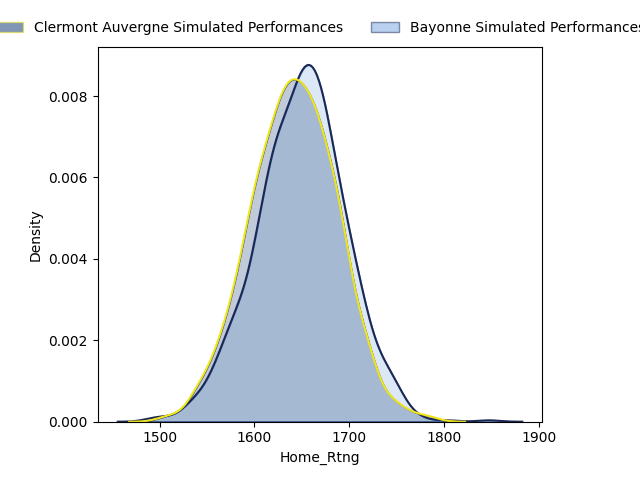 Clermont Auvergne Simulated Performances
Bayonne Simulated Performances
Density
0.008
0.006
0.004
0.002
0.000
1500 1600 1700 1800 1900
Home_Rtng